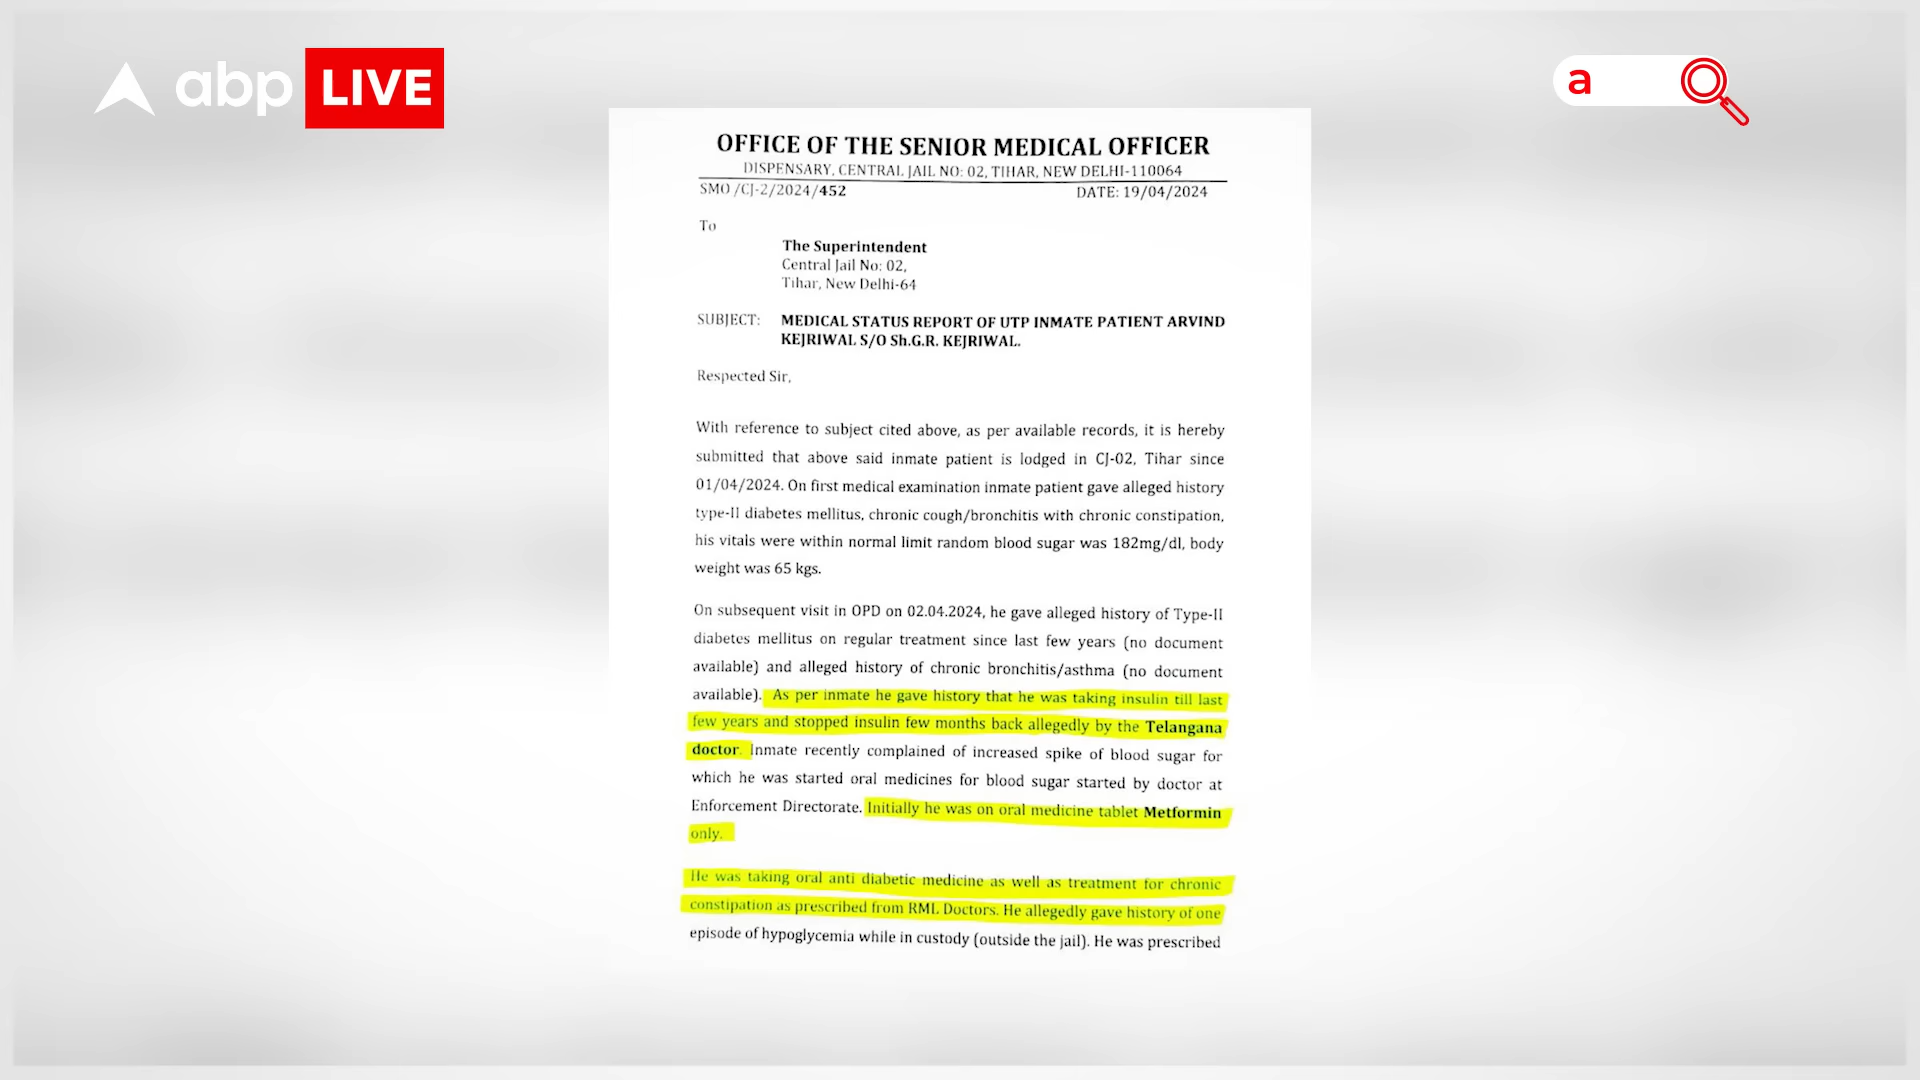 abp LIVE
a
OFFICE OF THE SENIOR MEDICAL OFFICER
DISPENSARY, CENTRAL JAIL NO: 02, TIHAR, NEW DELHI-110064
SMO /CJ-2/2024/452 DATE: 19/04/2024
To
The Superintendent
Central Jail No: 02,
Tihar, New Delhi-64
SUBJECT: MEDICAL STATUS REPORT OF UTP INMATE PATIENT ARVIND
KEJRIWAL S/O Sh.G.R. KEJRIWAL.
Respected Sir,
With reference to subject cited above, as per available records, it is hereby
submitted that above said inmate patient is lodged in CJ-02, Tihar since
01/04/2024. On first medical examination inmate patient gave alleged history
type-II diabetes mellitus, chronic cough/bronchitis with chronic constipation,
his vitals were within normal limit random blood sugar was 182mg/dl, body
weight was 65 kgs.
On subsequent visit in OPD on 02.04.2024, he gave alleged history of Type-II
diabetes mellitus on regular treatment since last few years (no document
available) and alleged history of chronic bronchitis/asthma (no document
available). As per inmate he gave history that he was taking insulin till last
few years and stopped insulin few months back allegedly by the Telangana
doctor. Inmate recently complained of increased spike of blood sugar for
which he was started oral medicines for blood sugar started by doctor at
Enforcement Directorate. Initially he was on oral medicine tablet Metformin
only.
He was taking oral anti diabetic medicine as well as treatment for chronic
constipation as prescribed from RML Doctors. He allegedly gave history of one
episode of hypoglycemia while in custody (outside the jail). He was prescribed